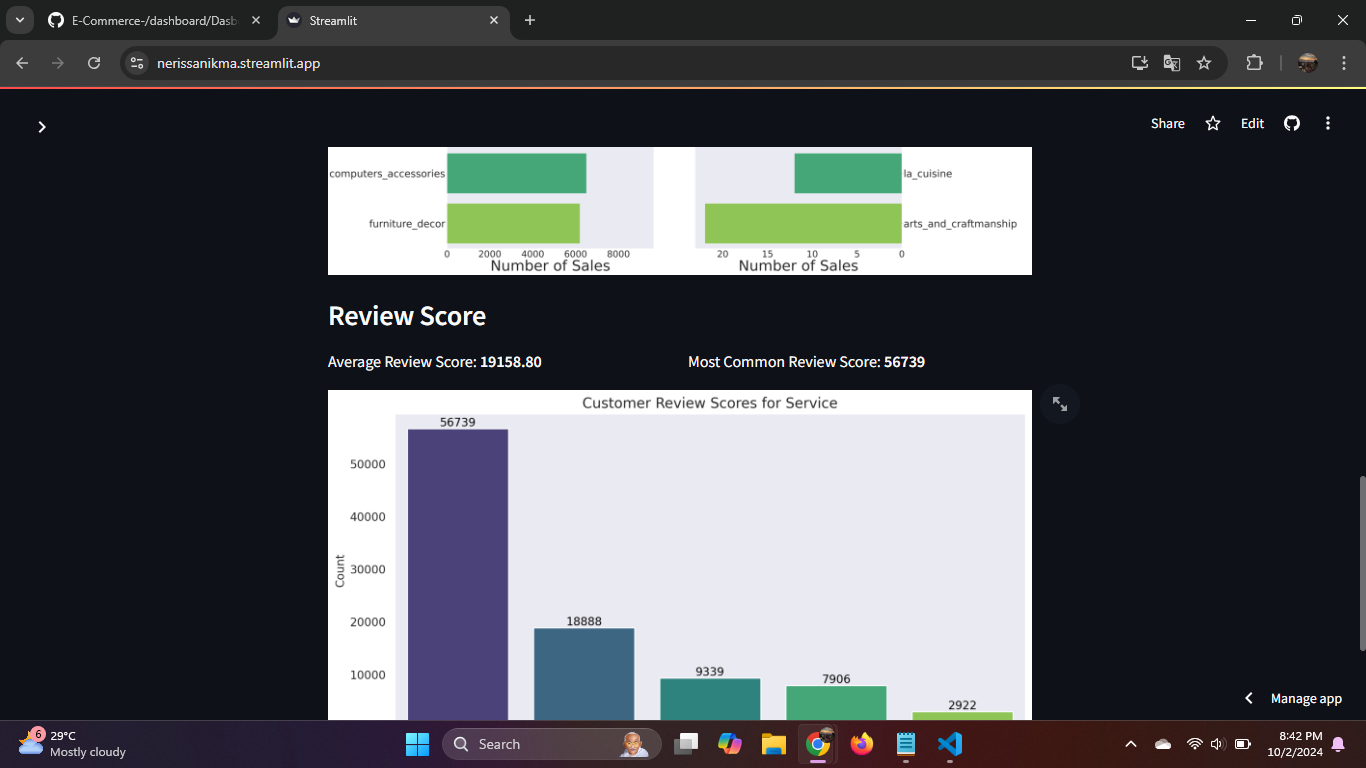 E-Commerce-/dashboard/Dasb
Streamlit
nerissanikma.streamlit.app
Share
Edit
computers_accessories
la_cuisine
furniture_decor
arts_and_craftmanship
0 2000 4000 6000 8000
20 15 10 5 0
Number of Sales
Number of Sales
Review Score
Average Review Score: 19158.80
Most Common Review Score: 56739
Customer Review Scores for Service
56739
50000
40000
Count
30000
20000
18888
10000
9339
7906
2922
Manage app
6
29°C
Mostly cloudy
Search
8:42 PM
10/2/2024